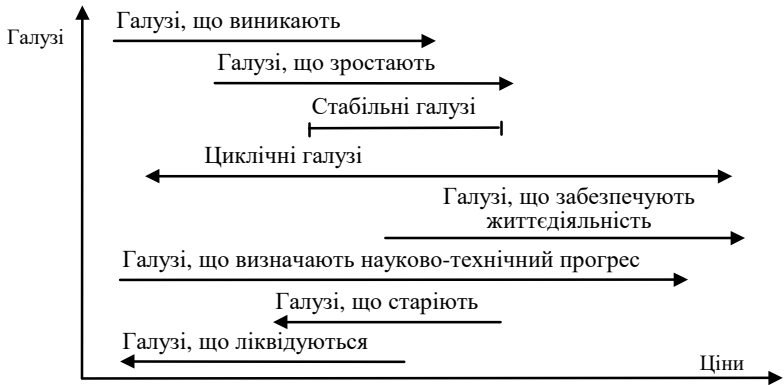 Галузі, що виникають
Галузі
Галузі, що зростають
Стабільні галузі
Циклічні галузі
Галузі, що забезпечують
життєдіяльність
Галузі, що визначають науково-технічний прогрес
Галузі, що старіють
Галузі, що ліквідуються
Ціни